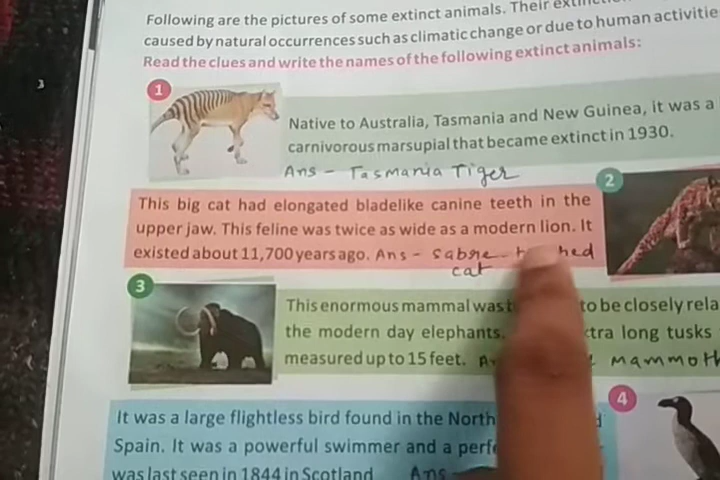 Following are the pictures of some extinct animals. Their
caused by natural occurrences such as climatic change or due to human
Read the clues and write the names of the following extinct animals:
1
Native to Australia, Tasmania and New Guinea, it was a
carnivorous marsupial that became extinct in 1930.
Ans - Tasmania Tiger
2
This big cat had elongated bladelike canine teeth in the
upper jaw. This feline was twice as wide as a modern lion. It
existed about 11,700 years ago. Ans - Sabre
cat
3
This enormous mammal was to be closely
the modern day elephants. long tusks
measured up to 15 feet. Mammoth
4
It was a large flightless bird found in the North
Spain. It was a powerful swimmer and a
was last seen in 1844 in Scotland Ans